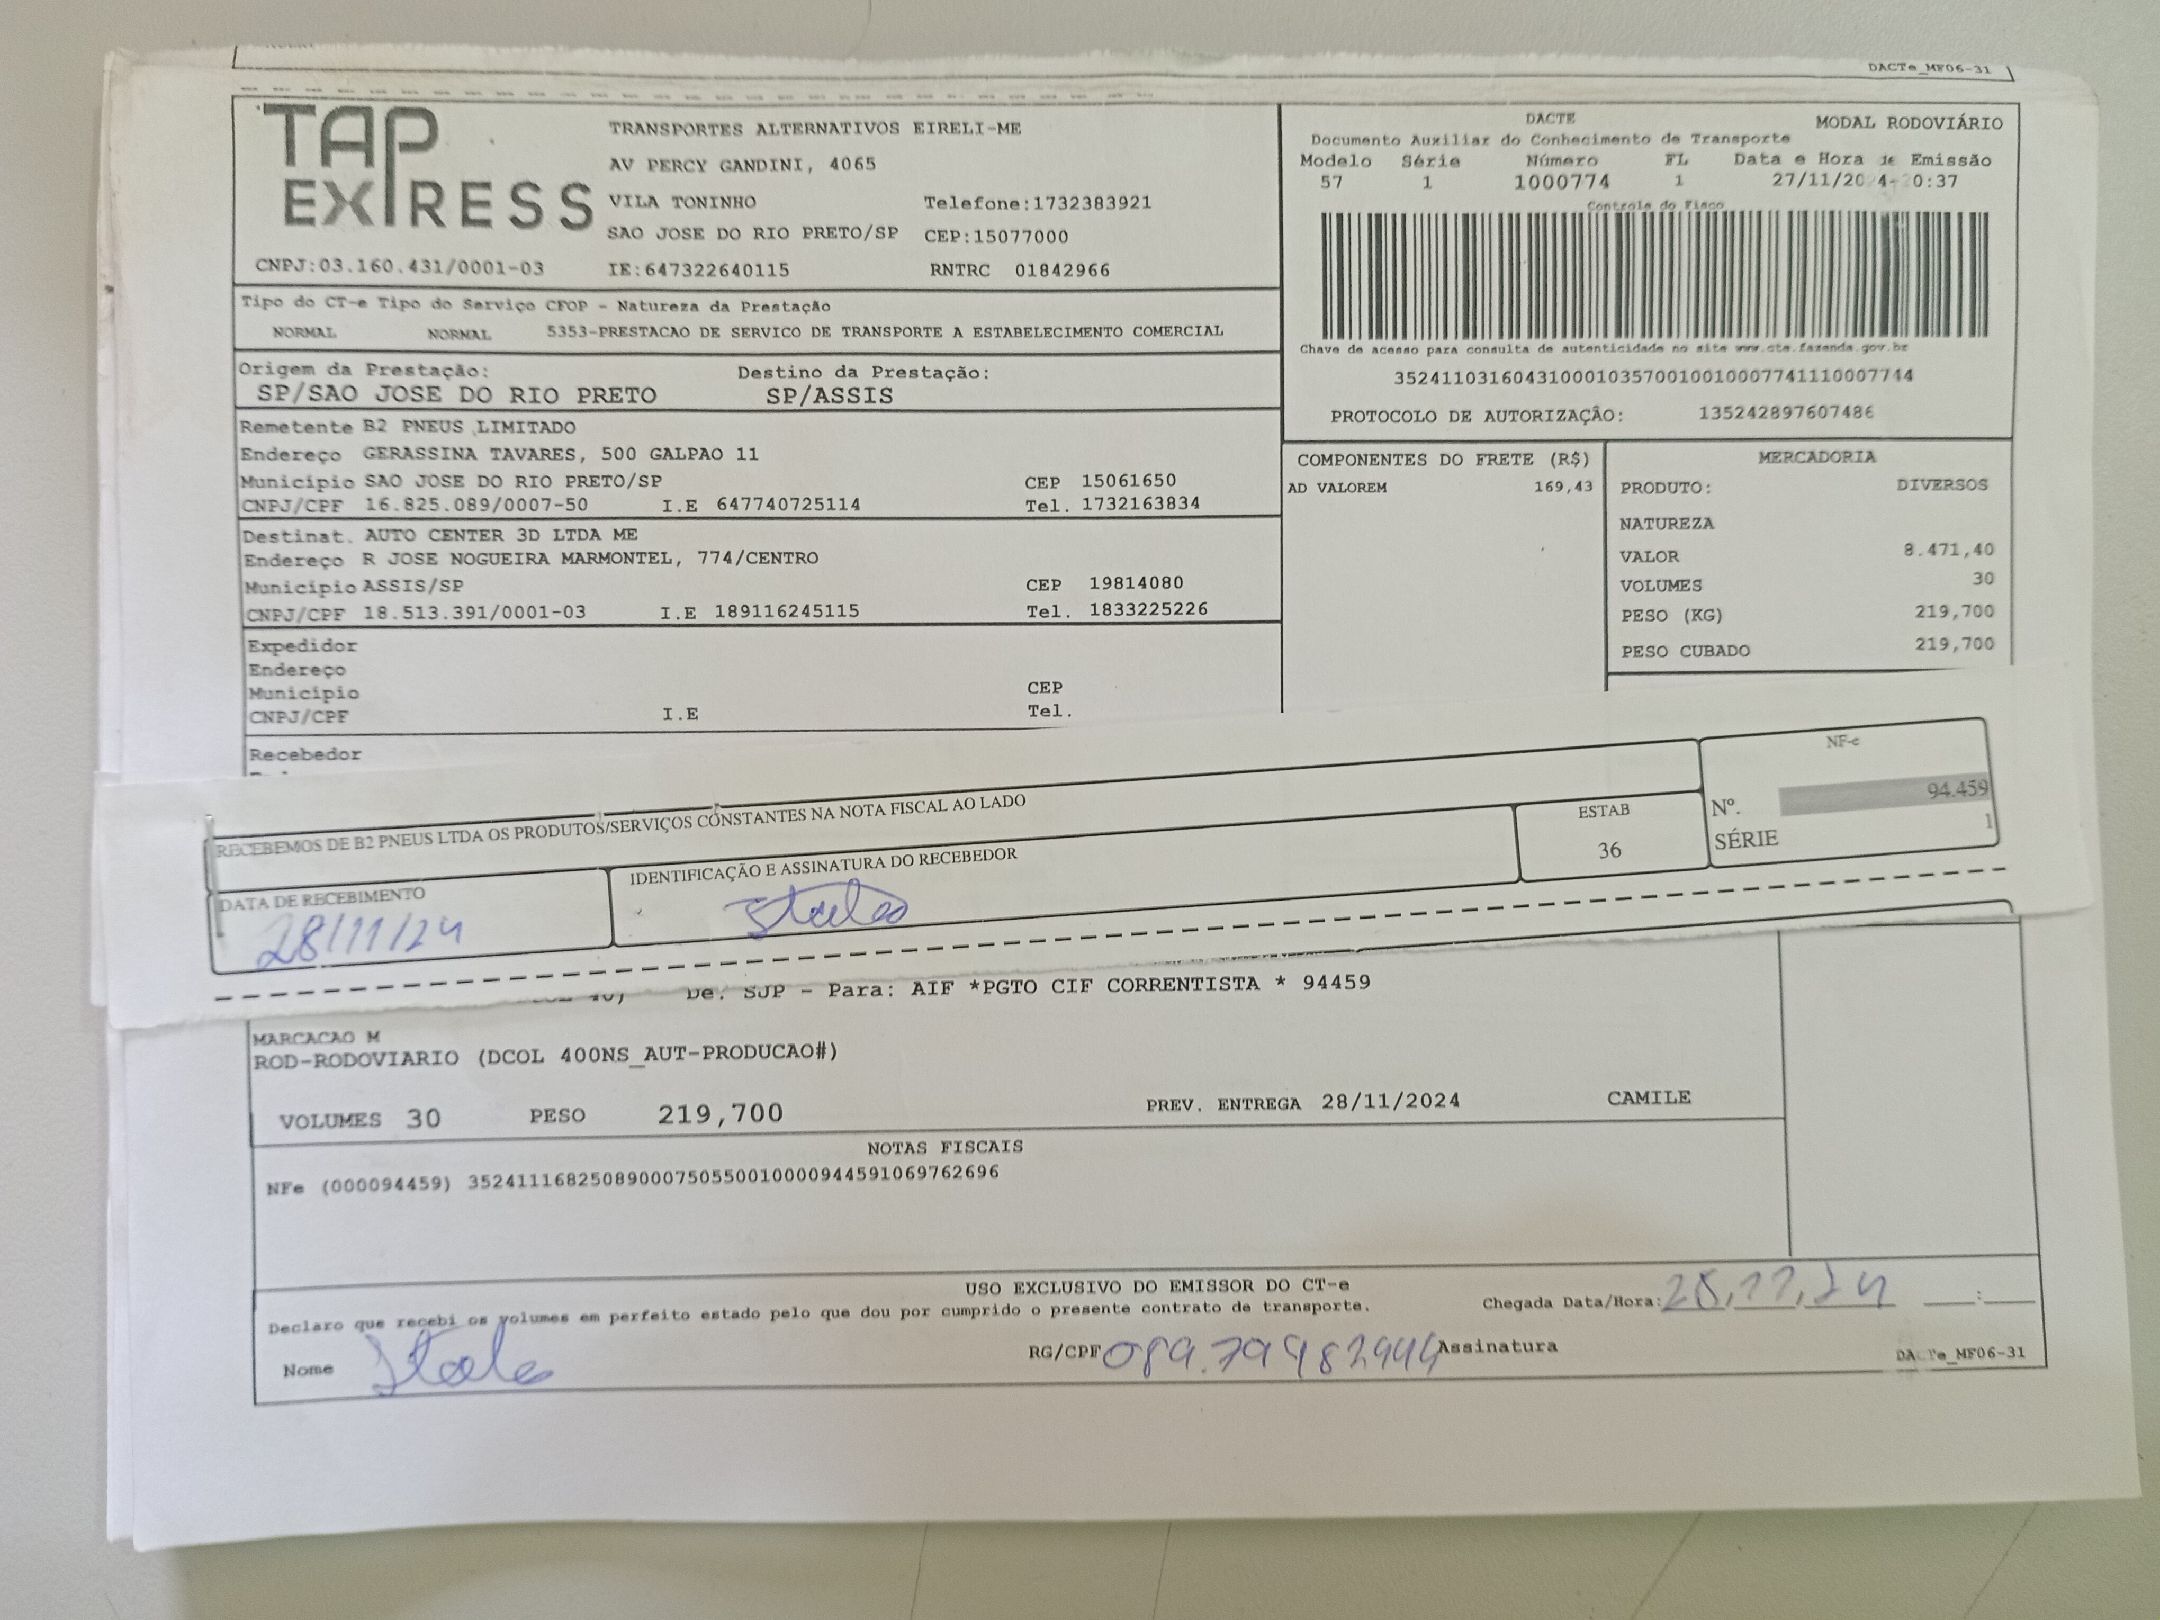 DACTe_MF06-31
TAP EXPRESS
TRANSPORTES ALTERNATIVOS EIRELI-ME
AV PERCY GANDINI, 4065
VILA TONINHO Telefone:1732383921
SAO JOSE DO RIO PRETO/SP CEP:15077000
CNPJ:03.160.431/0001-03 IE:647322640115 RNTRC 01842966
DACTE MODAL RODOVIÁRIO
Documento Auxiliar do Conhecimento de Transporte
Modelo Série Número FL Data e Hora de Emissão
57 1 1000774 1 27/11/20 4- 0:37
Controle do Fisco
Chave de acesso para consulta de autenticidade no site www.cte.fazenda.gov.br
35241103160431000103570010010007741110007744
PROTOCOLO DE AUTORIZAÇÃO: 135242897607486
Tipo do CT-e Tipo do Serviço CFOP - Natureza da Prestação
NORMAL NORMAL 5353-PRESTACAO DE SERVICO DE TRANSPORTE A ESTABELECIMENTO COMERCIAL
Origem da Prestação: Destino da Prestação:
SP/SAO JOSE DO RIO PRETO SP/ASSIS
Remetente B2 PNEUS LIMITADO
Endereço GERASSINA TAVARES, 500 GALPAO 11
Município SAO JOSE DO RIO PRETO/SP CEP 15061650
CNPJ/CPF 16.825.089/0007-50 I.E 647740725114 Tel. 1732163834
Destinat. AUTO CENTER 3D LTDA ME
Endereço R JOSE NOGUEIRA MARMONTEL, 774/CENTRO
Município ASSIS/SP CEP 19814080
CNPJ/CPF 18.513.391/0001-03 I.E 189116245115 Tel. 1833225226
Expedidor
Endereço
Município CEP
CNPJ/CPF I.E Tel.
Recebedor
COMPONENTES DO FRETE (R$)
AD VALOREM 169,43
MERCADORIA
PRODUTO: DIVERSOS
NATUREZA
VALOR 8.471,40
VOLUMES 30
PESO (KG) 219,700
PESO CUBADO 219,700
RECEBEMOS DE B2 PNEUS LTDA OS PRODUTOS/SERVIÇOS CONSTANTES NA NOTA FISCAL AO LADO
DATA DE RECEBIMENTO
28/11/24
IDENTIFICAÇÃO E ASSINATURA DO RECEBEDOR
ESTAB
36
NF-e
Nº. 94.459
SÉRIE 1
De: SJP - Para: AIF *PGTO CIF CORRENTISTA * 94459
MARCACAO M
ROD-RODOVIARIO (DCOL 400NS_AUT-PRODUCAO#)
VOLUMES 30 PESO 219,700 PREV. ENTREGA 28/11/2024 CAMILE
NOTAS FISCAIS
NFe (000094459) 35241116825089000750550010000944591069762696
USO EXCLUSIVO DO EMISSOR DO CT-e
Declaro que recebi os volumes em perfeito estado pelo que dou por cumprido o presente contrato de transporte. Chegada Data/Hora: 28,11,24 :
Nome RG/CPF Assinatura DACTe_MF06-31